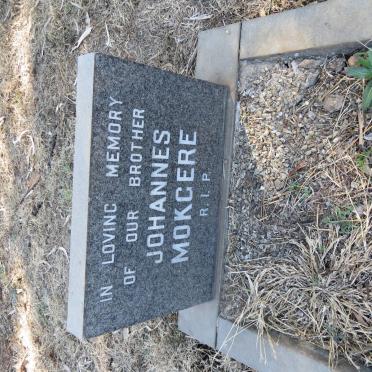 IN LOVING MEMORY
OF OUR BROTHER
JOHANNES
MOKCERE
R I P